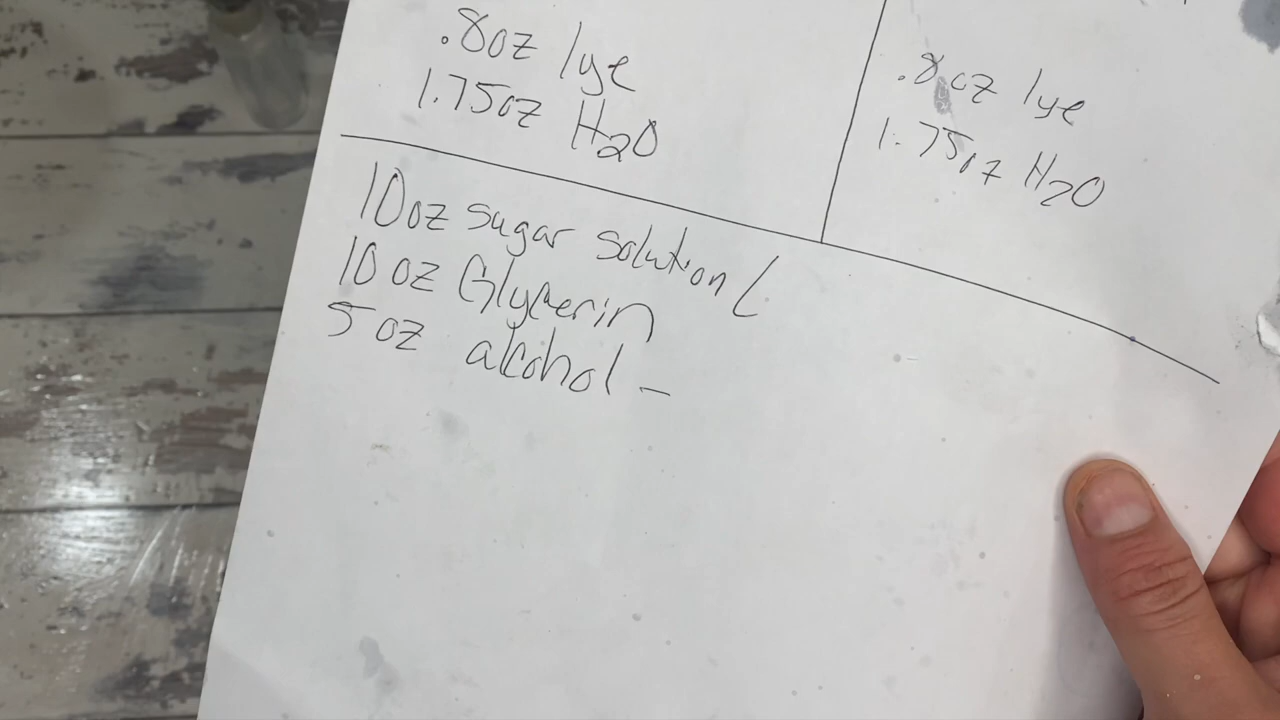 .8oz lye
1.75oz H2O
.8oz lye
1.75oz H2O
10oz sugar solution (
10 oz Glycerin
5 oz alcohol -